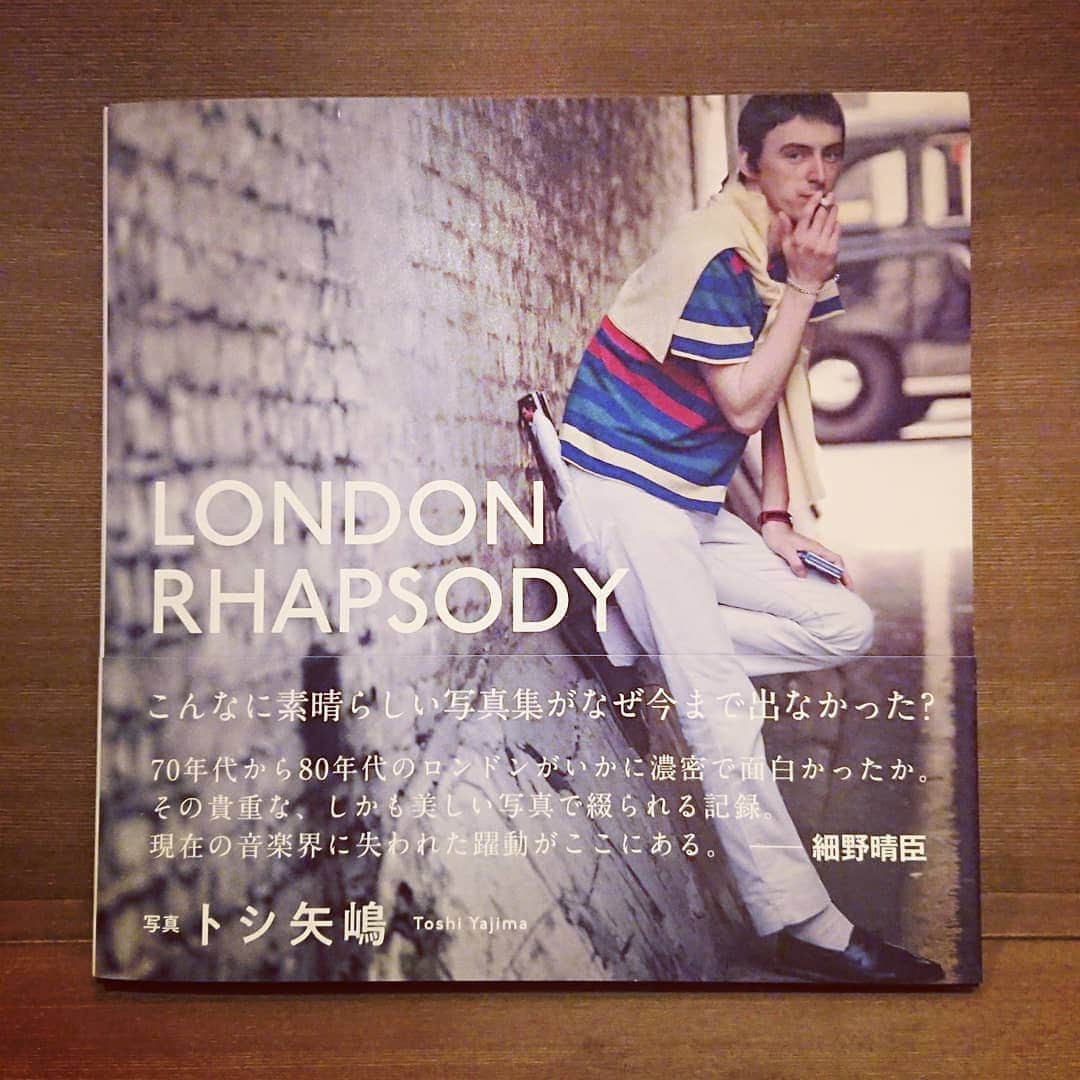 LONDON
RHAPSODY
こんなに素晴らしい写真集がなぜ今まで出なかった?
70年代から80年代のロンドンがいかに濃密で面白かったか。
その貴重な、しかも美しい写真で綴られる記録。
現在の音楽界に失われた躍動がここにある。 ―― 細野晴臣
写真 トシ矢嶋 Toshi Yajima